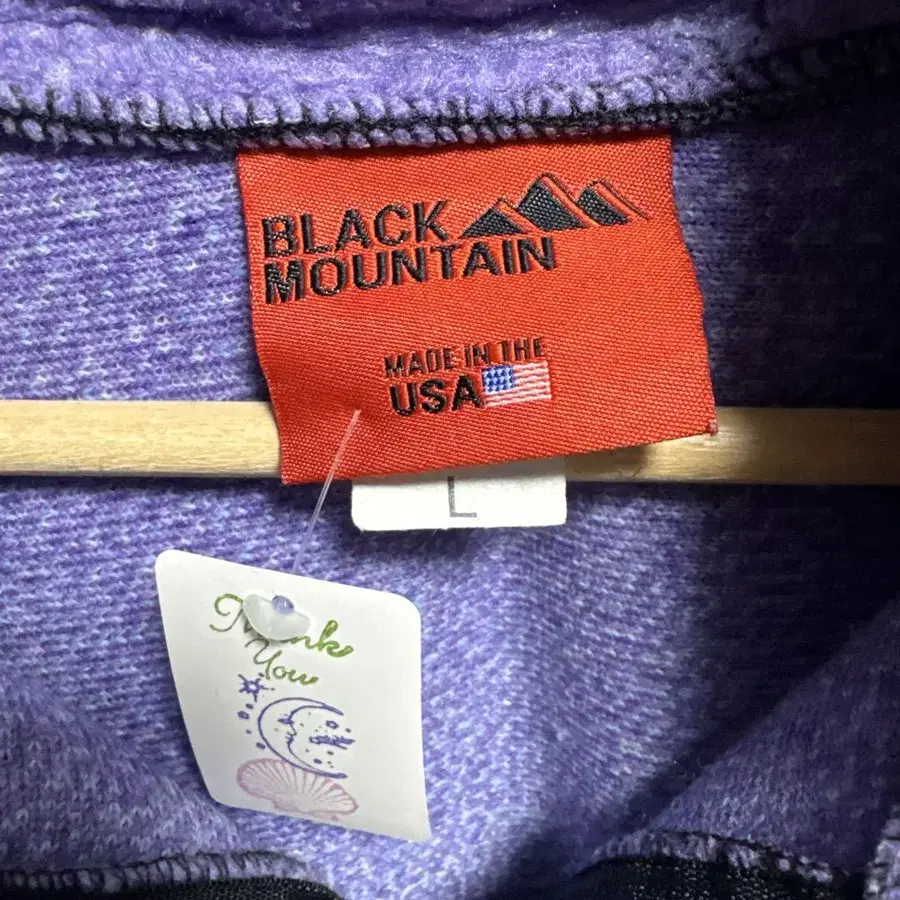 BLACK
MOUNTAIN
MADE IN THE
USA
L
Thank
You